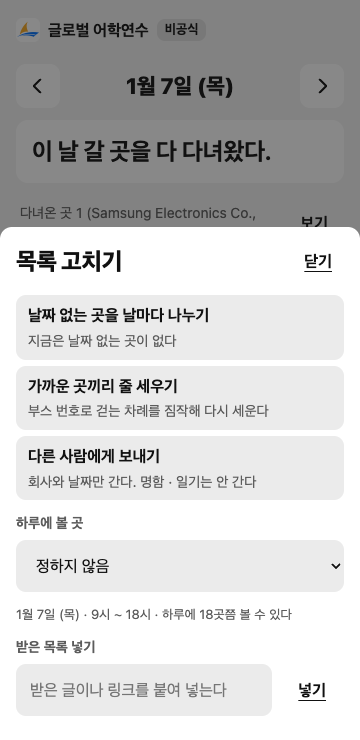 글로벌 어학연수 비공식
1월 7일 (목)
이 날 갈 곳을 다 다녀왔다.
다녀온 곳 1 (Samsung Electronics Co.,
보기
목록 고치기
닫기
날짜 없는 곳을 날마다 나누기
지금은 날짜 없는 곳이 없다
가까운 곳끼리 줄 세우기
부스 번호로 걷는 차례를 짐작해 다시 세운다
다른 사람에게 보내기
회사와 날짜만 간다. 명함 · 일기는 안 간다
하루에 볼 곳
정하지 않음
1월 7일 (목) · 9시 ~ 18시 · 하루에 18곳쯤 볼 수 있다
받은 목록 넣기
받은 글이나 링크를 붙여 넣는다
넣기